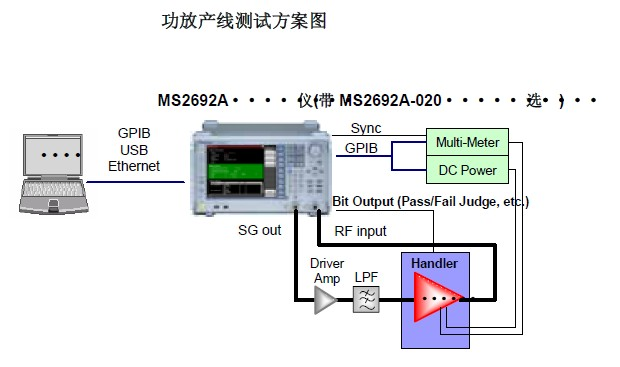 功放产线测试方案图
MS2692A・・・・ 仪(带・MS2692A-020・・・・・ 选・)・・
Sync
GPIB
USB
Ethernet
GPIB
Multi-Meter
DC Power
・・・・
Bit Output (Pass/Fail Judge, etc.)
SG out
RF input
Driver
Amp
LPF
Handler
・・・・・・